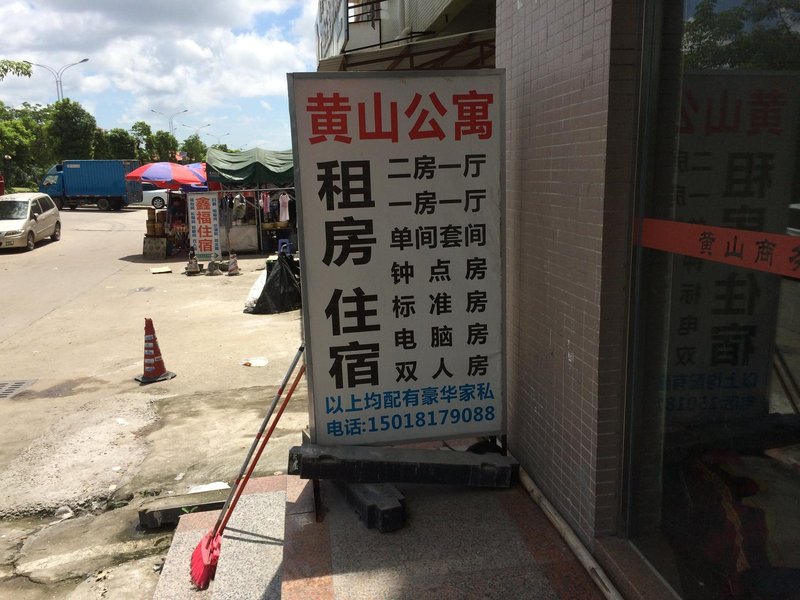 黄山公寓
租房 住宿
二房一厅
一房一厅
单间套间
钟点房
标准房
电脑房
双人房
以上均配有豪华家私
电话:15018179088
鑫福住宿
黄山商务